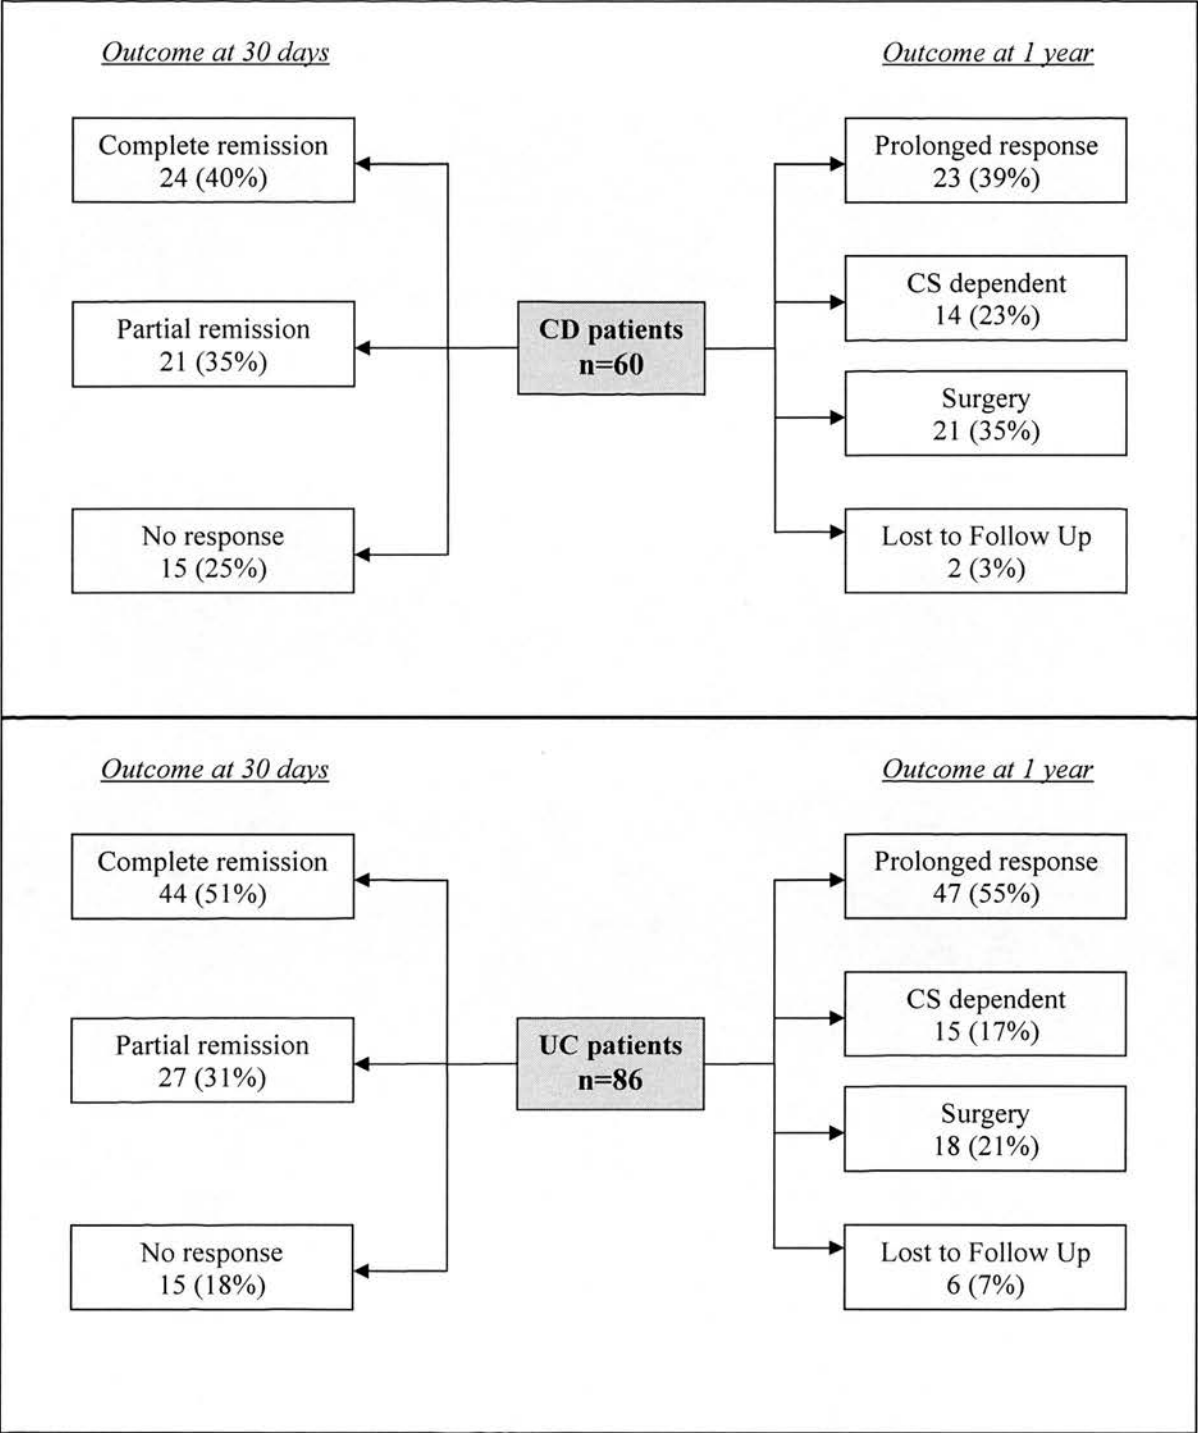 Outcome at 30 days
Outcome at 1 year
Complete remission
24 (40%)
Partial remission
21 (35%)
No response
15 (25%)
CD patients
n=60
Prolonged response
23 (39%)
CS dependent
14 (23%)
Surgery
21 (35%)
Lost to Follow Up
2 (3%)
Outcome at 30 days
Outcome at 1 year
Complete remission
44 (51%)
Partial remission
27 (31%)
No response
15 (18%)
UC patients
n=86
Prolonged response
47 (55%)
CS dependent
15 (17%)
Surgery
18 (21%)
Lost to Follow Up
6 (7%)